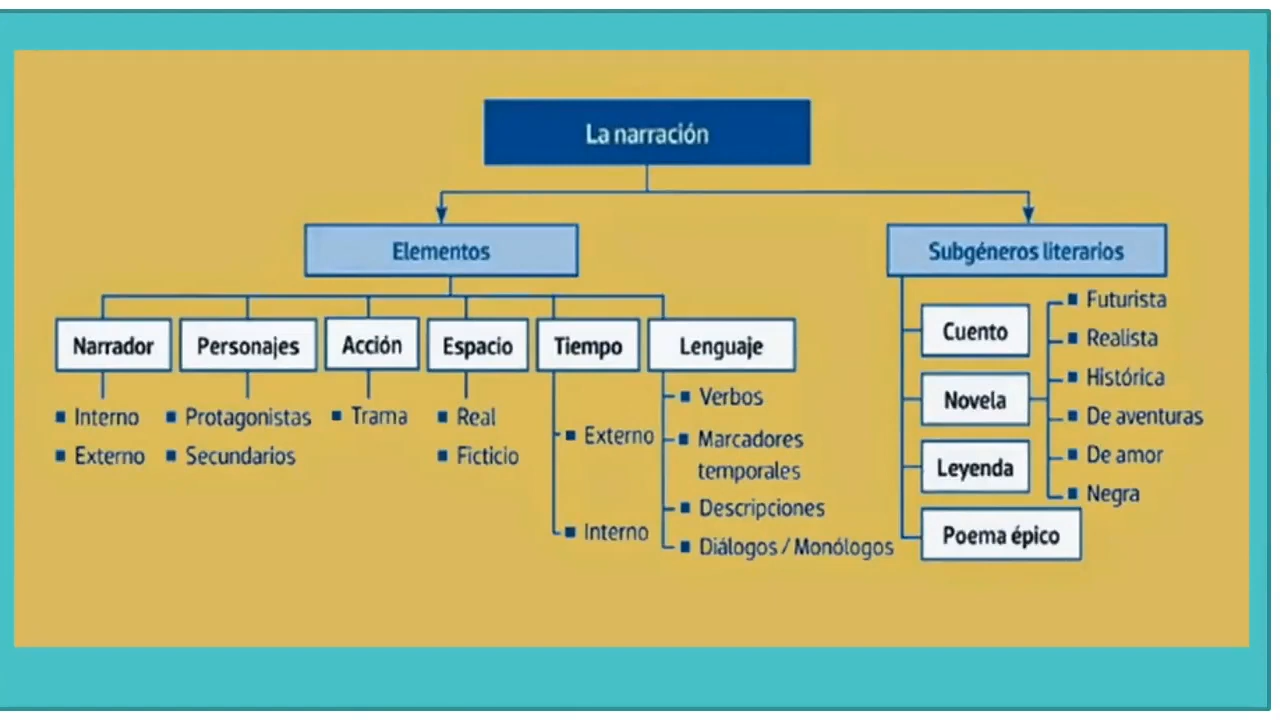 La narración
Elementos
Subgéneros literarios
Narrador
Personajes
Acción
Espacio
Tiempo
Lenguaje
Interno
Externo
Protagonistas
Secundarios
Trama
Real
Ficticio
Externo
Interno
Verbos
Marcadores
temporales
Descripciones
Diálogos / Monólogos
Cuento
Novela
Leyenda
Poema épico
Futurista
Realista
Histórica
De aventuras
De amor
Negra